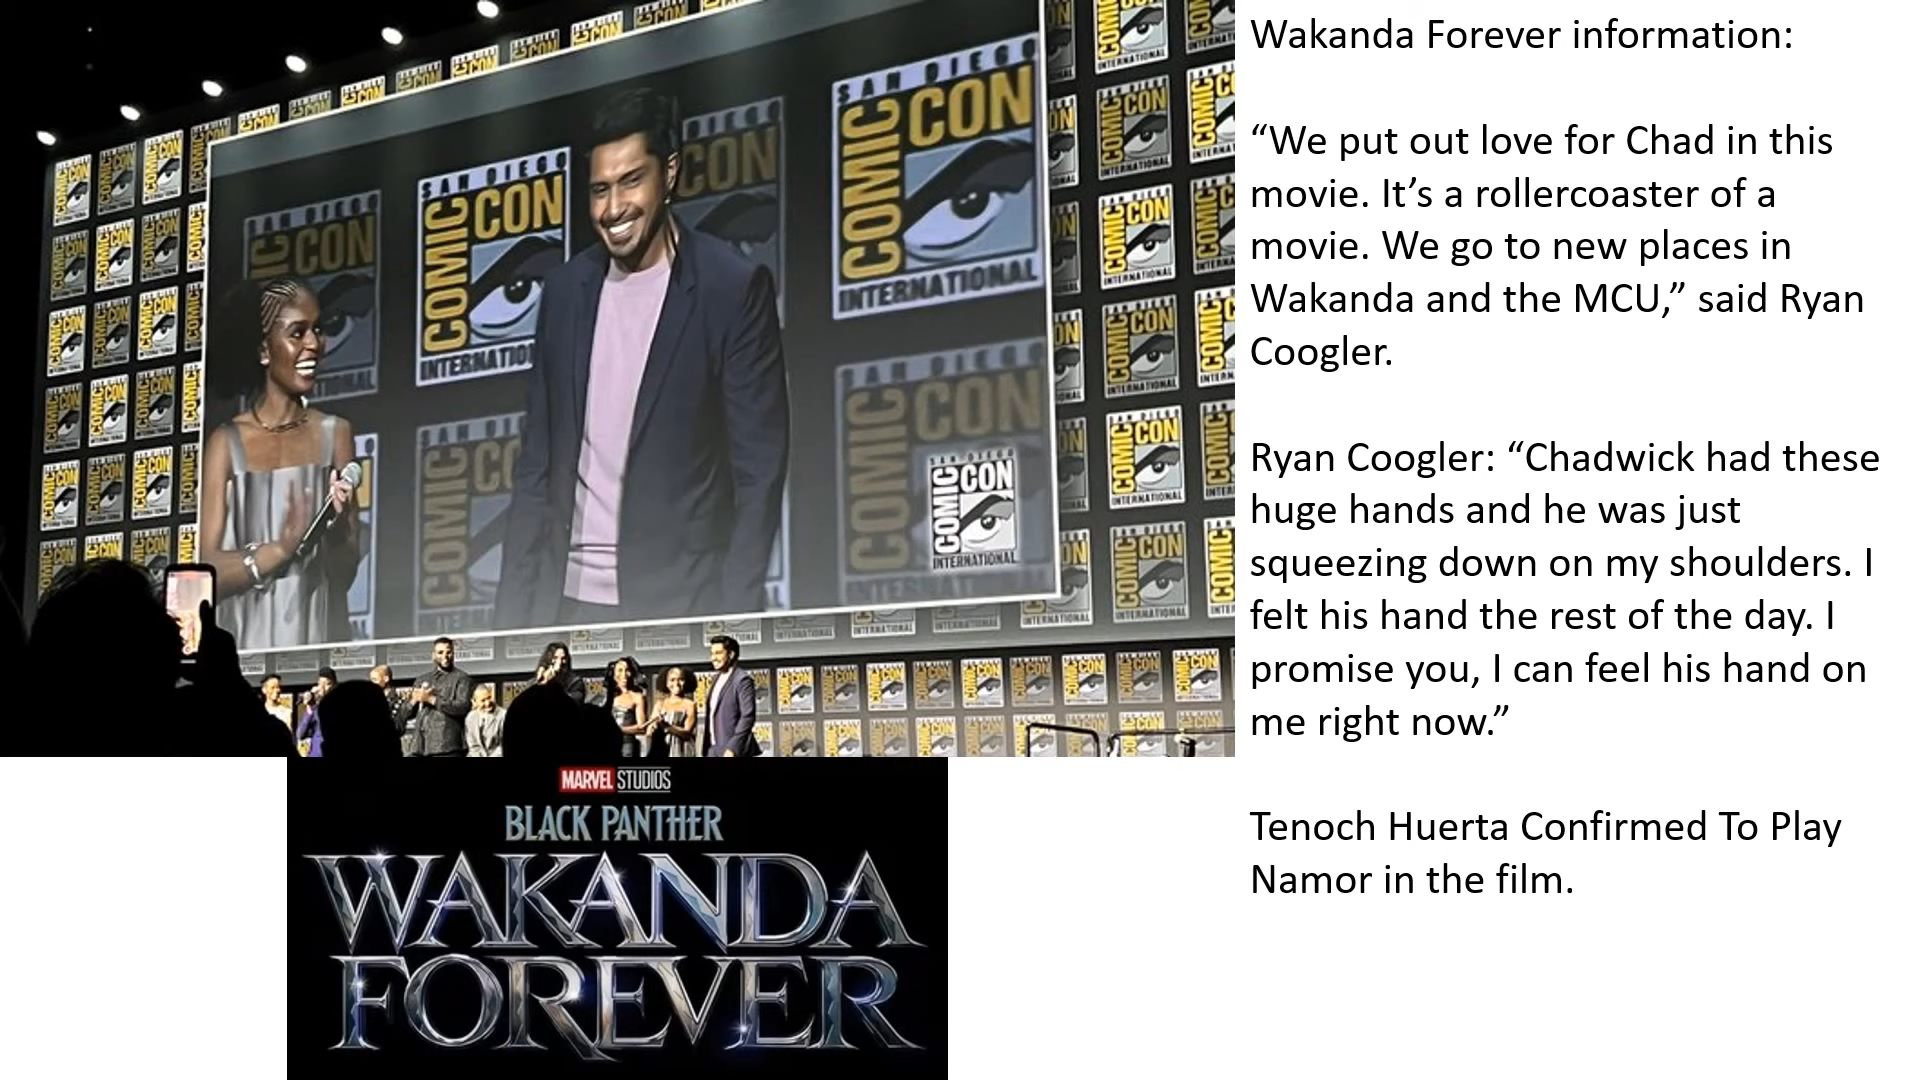 Wakanda Forever information:
“We put out love for Chad in this
movie. It’s a rollercoaster of a
movie. We go to new places in
Wakanda and the MCU,” said Ryan
Coogler.
Ryan Coogler: “Chadwick had these
huge hands and he was just
squeezing down on my shoulders. I
felt his hand the rest of the day. I
promise you, I can feel his hand on
me right now.”
Tenoch Huerta Confirmed To Play
Namor in the film.
SAN DIEGO
COMIC CON
INTERNATIONAL
MARVEL STUDIOS
BLACK PANTHER
WAKANDA
FOREVER